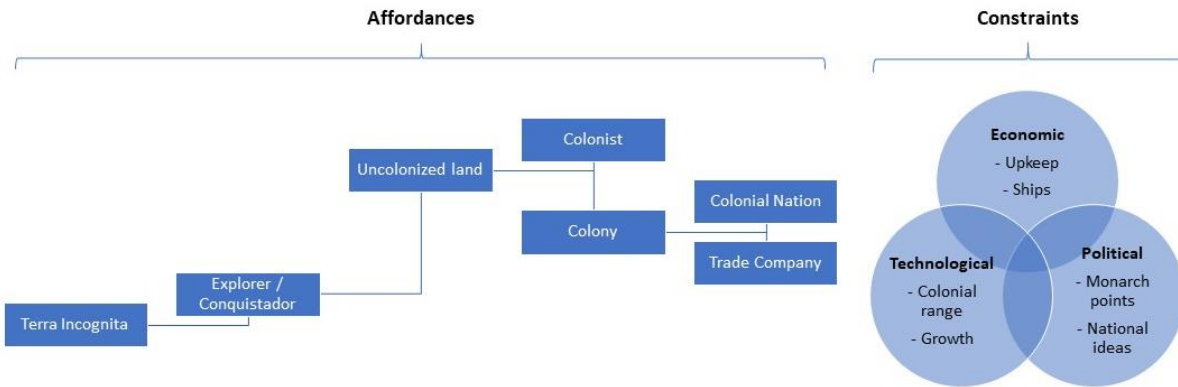 Affordances
Constraints
Terra Incognita
Explorer /
Conquistador
Uncolonized land
Colonist
Colony
Colonial Nation
Trade Company
Economic
- Upkeep
- Ships
Technological
- Colonial
range
- Growth
Political
- Monarch
points
- National
ideas